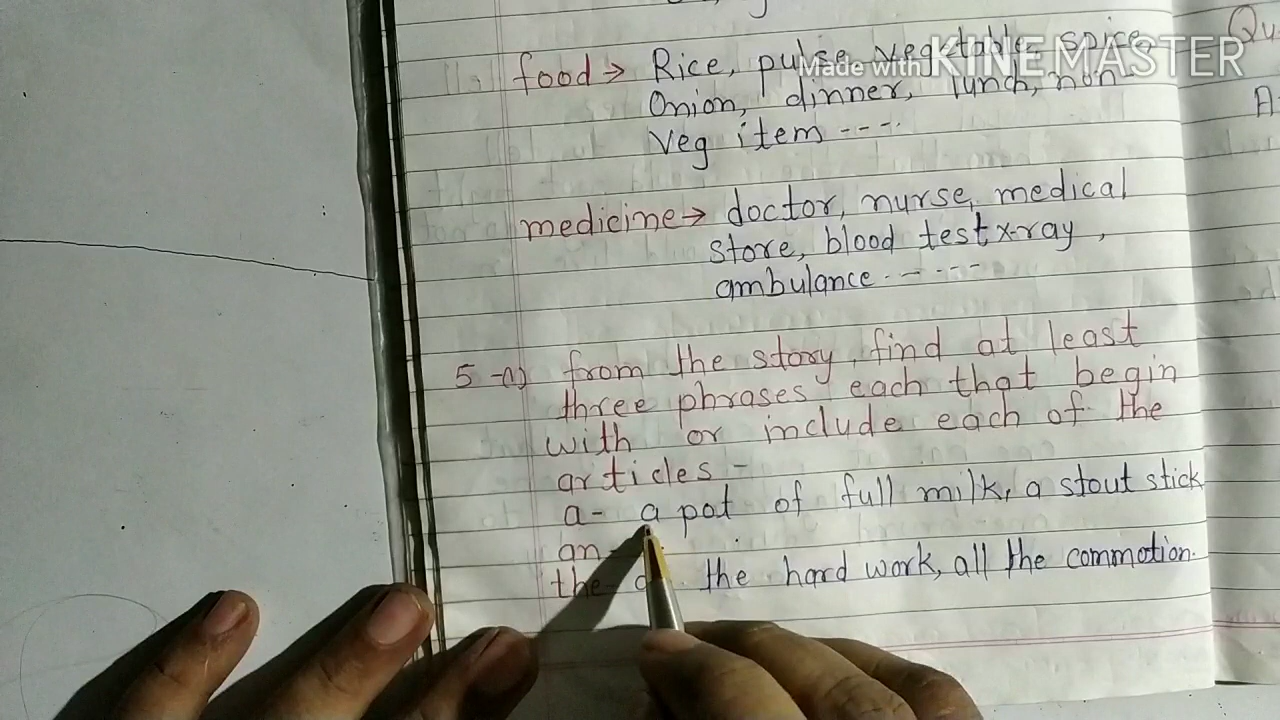 food → Rice, pulse, vegetable, spice,
Made with KINEMASTER
Onion, dinner, lunch, non-
Veg item ----.
medicine → doctor, nurse, medical
store, blood test x-ray,
ambulance ------
5-a) from the story, find at least
three phrases each that begin
with or include each of the
articles -
a- a pot of full milk, a stout stick
an-
the the hard work, all the commotion.